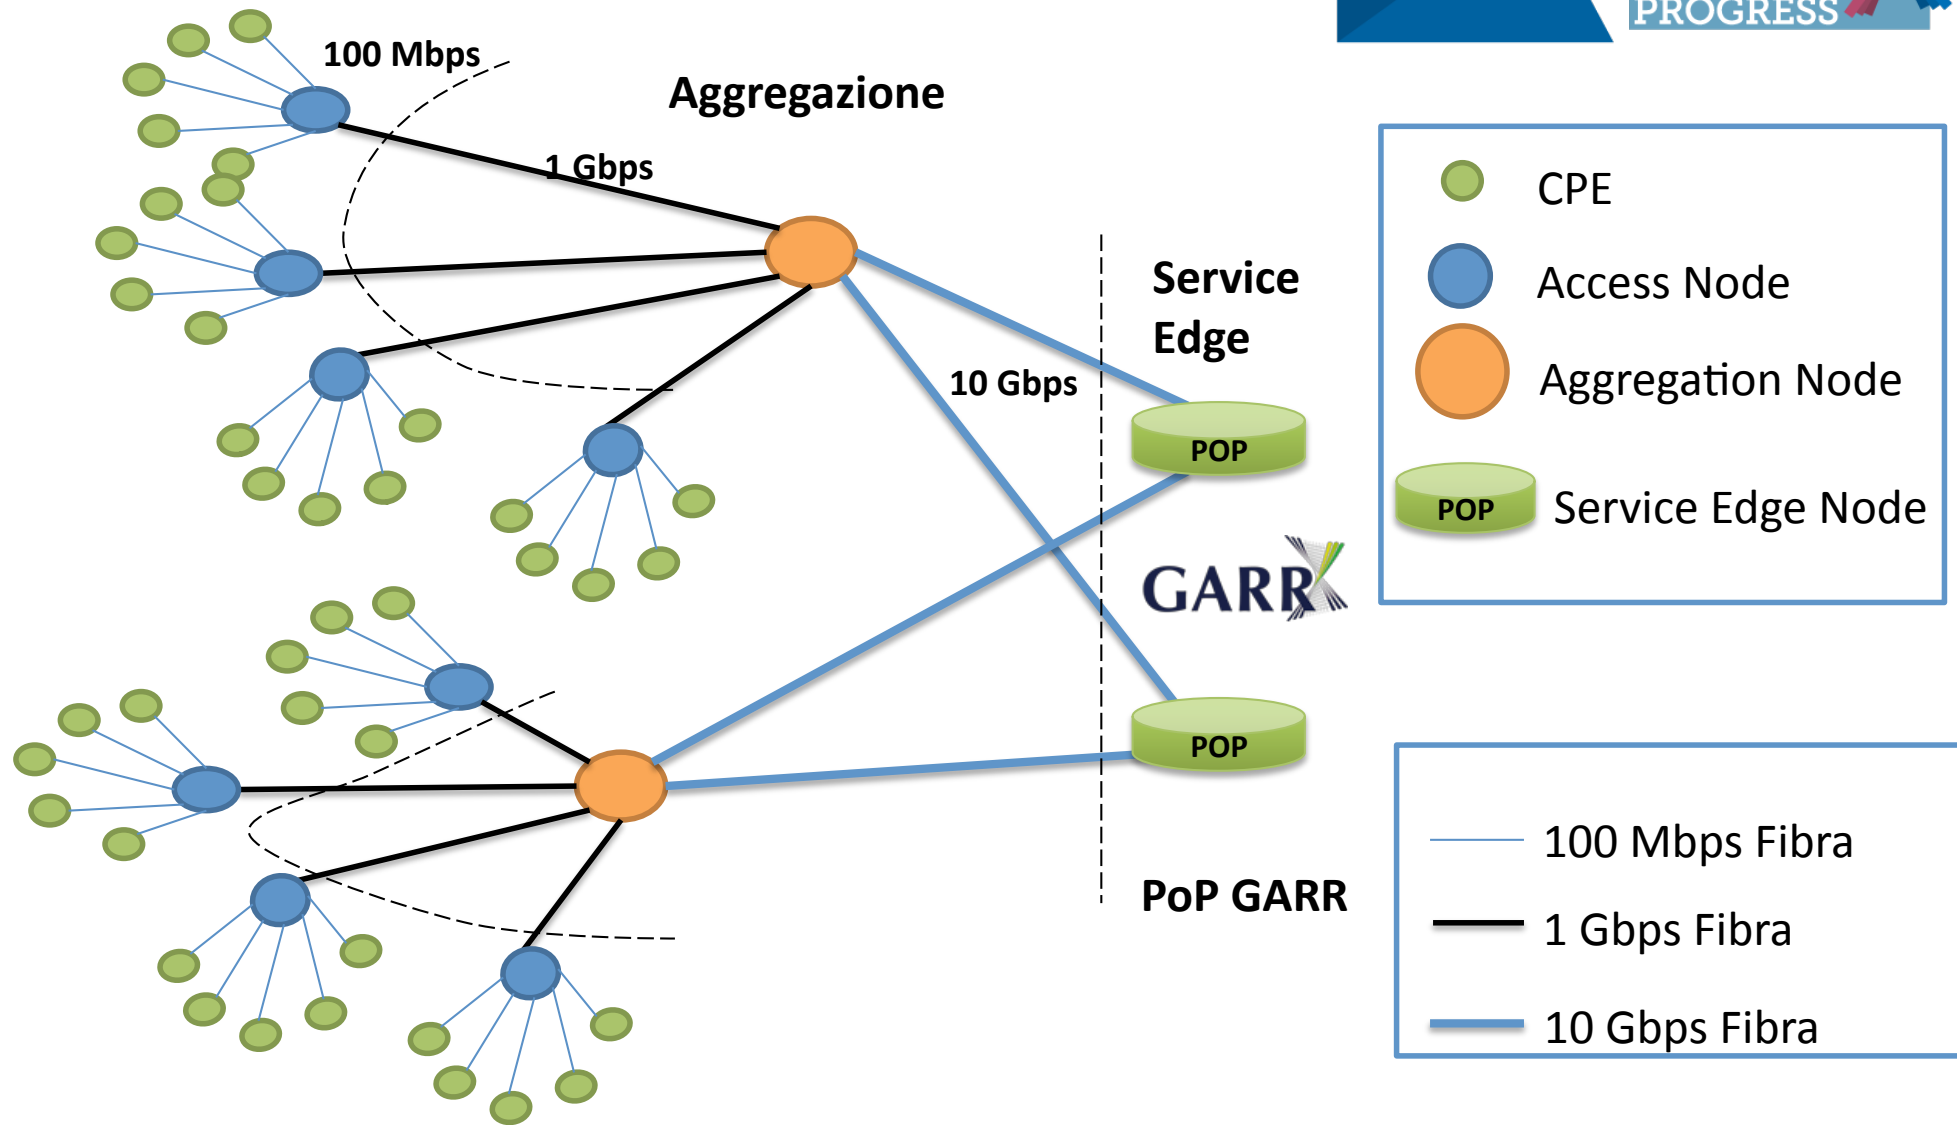 PROGRESS
100 Mbps
Aggregazione
1 Gbps
CPE
Access Node
Aggregation Node
POP
Service Edge Node
Service
Edge
10 Gbps
POP
GARR
POP
PoP GARR
100 Mbps Fibra
1 Gbps Fibra
10 Gbps Fibra